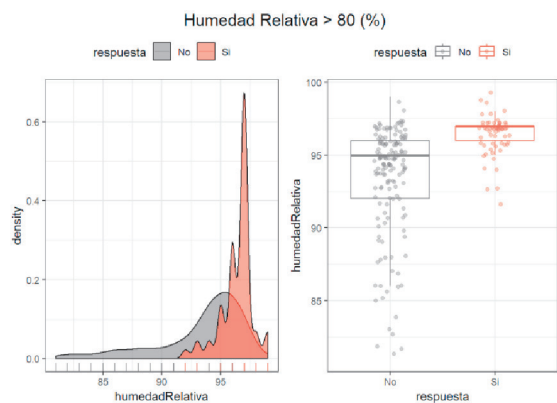 Humedad Relativa > 80 (%)
respuesta No Si
density
0.6
0.4
0.2
0.0
85 90 95
humedadRelativa
respuesta No Si
humedadRelativa
100
95
90
85
No Si
respuesta